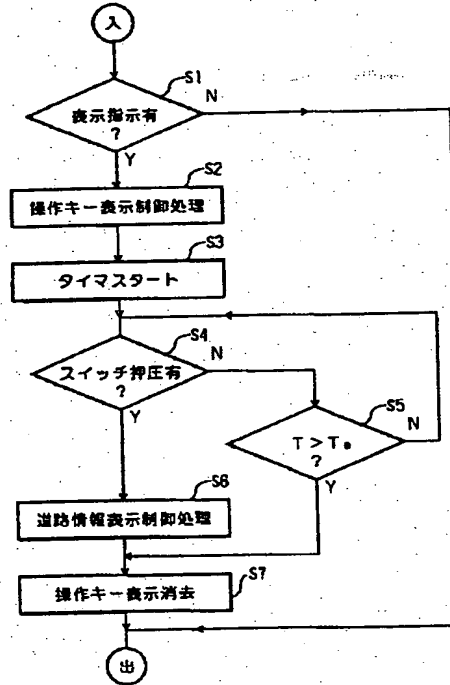 入
S1
表示指示有
?
N
Y
S2
操作キー表示制御処理
S3
タイマスタート
S4
スイッチ押圧有
?
N
Y
S5
T>T。
?
N
Y
S6
道路情報表示制御処理
S7
操作キー表示消去
出